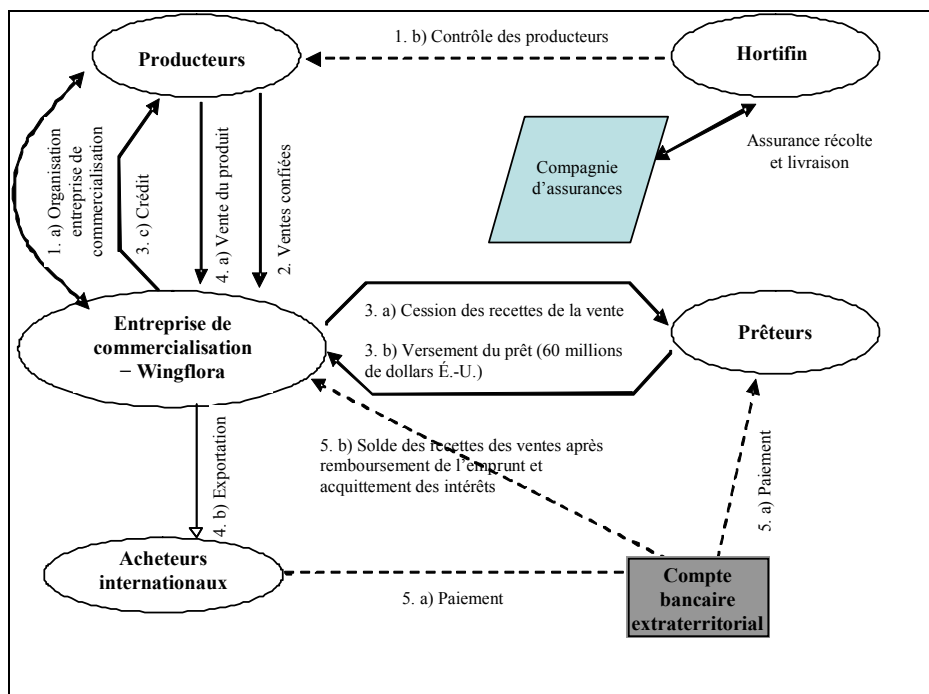 1. b) Contrôle des producteurs
Producteurs
Hortifin
Assurance récolte
et livraison
Compagnie
d'assurances
1. a) Organisation
entreprise de
commercialisation
3. c) Crédit
4. a) Vente du produit
2. Ventes confiées
Entreprise de
commercialisation
– Wingflora
3. a) Cession des recettes de la vente
3. b) Versement du prêt (60 millions
de dollars É.-U.)
Prêteurs
5. b) Solde des recettes des ventes après
remboursement de l'emprunt et
acquittement des intérêts
5. a) Paiement
4. b) Exportation
Acheteurs
internationaux
5. a) Paiement
Compte
bancaire
extraterritorial